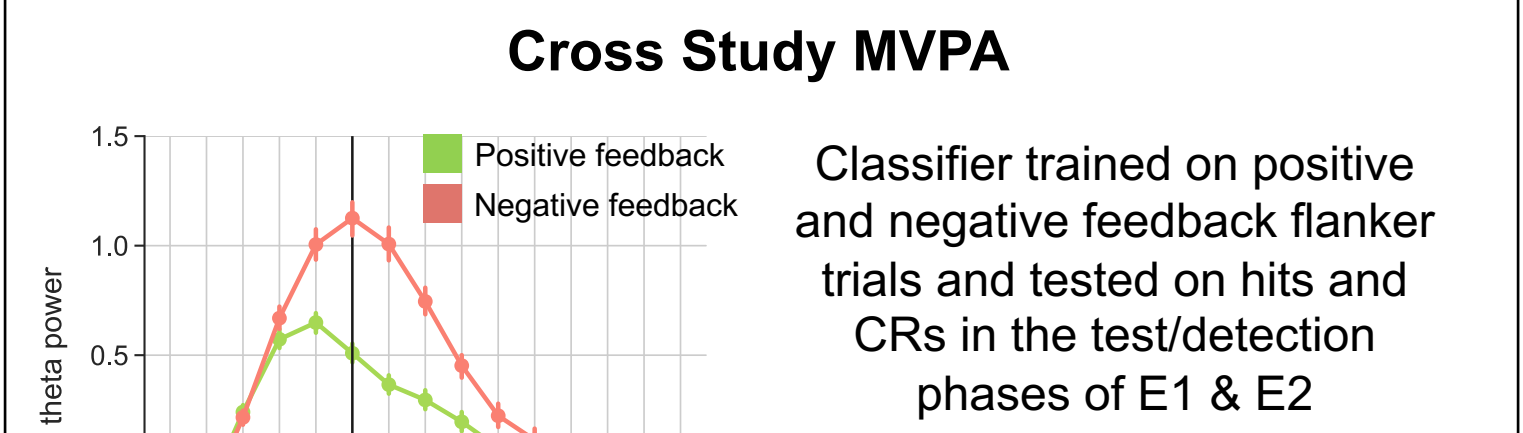 Cross Study MVPA
1.5
1.0
0.5
theta power
Positive feedback
Negative feedback
Classifier trained on positive
and negative feedback flanker
trials and tested on hits and
CRs in the test/detection
phases of E1 & E2